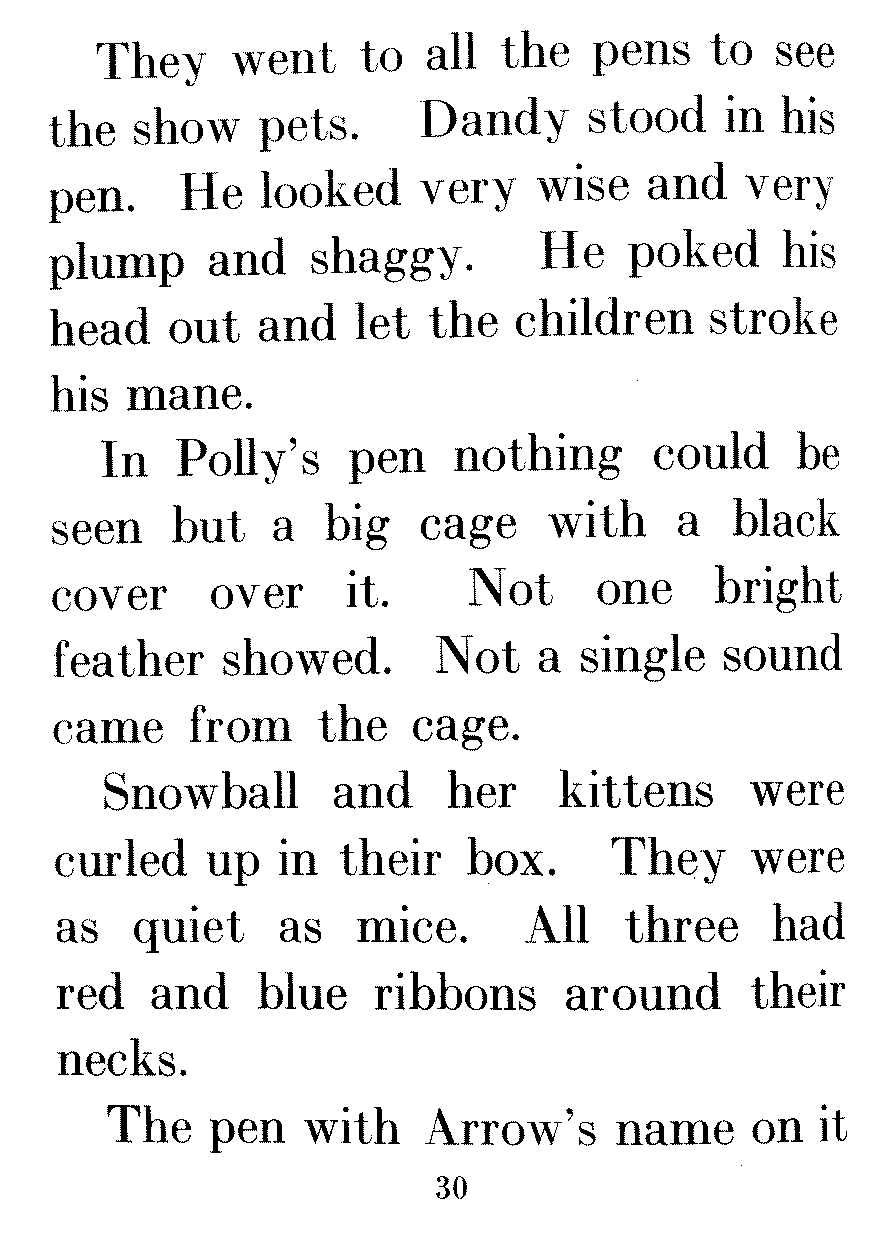 They went to all the pens to see
the show pets. Dandy stood in his
pen. He looked very wise and very
plump and shaggy. He poked his
head out and let the children stroke
his mane.
In Polly's pen nothing could be
seen but a big cage with a black
cover over it. Not one bright
feather showed. Not a single sound
came from the cage.
Snowball and her kittens were
curled up in their box. They were
as quiet as mice. All three had
red and blue ribbons around their
necks.
The pen with Arrow's name on it
30